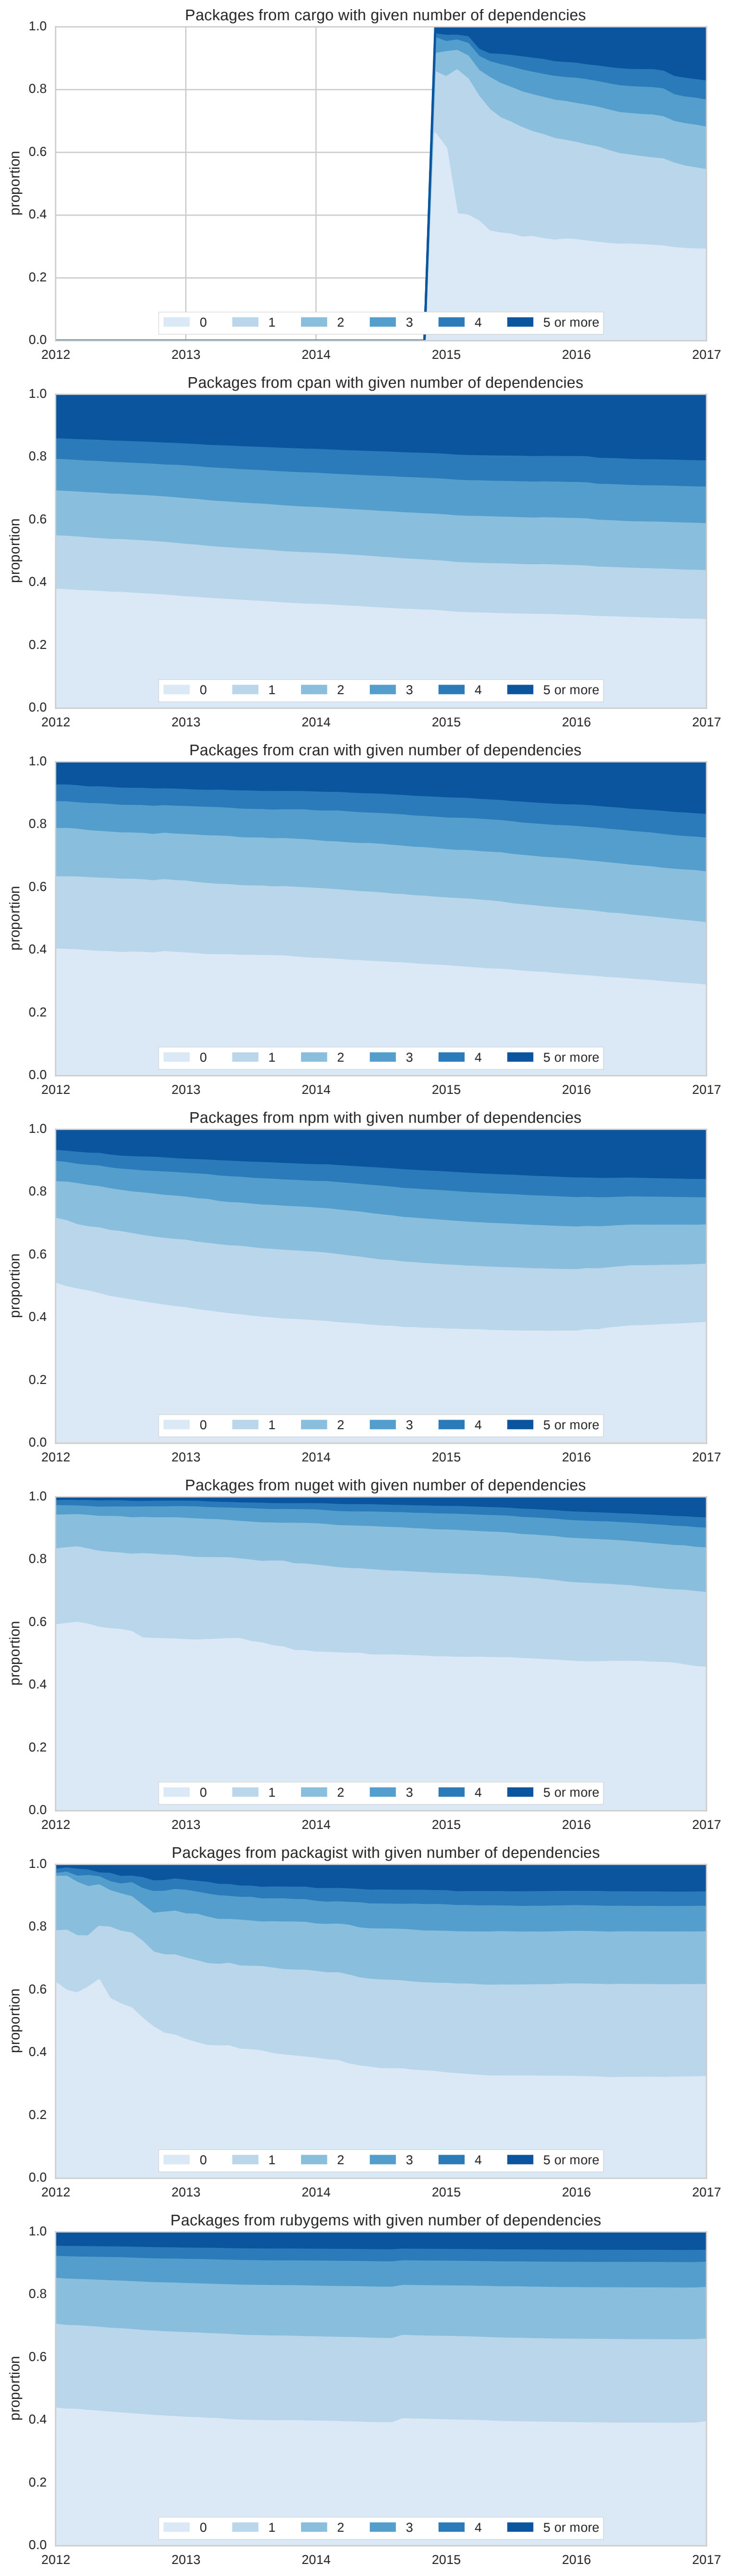 Packages from cargo with given number of dependencies
1.0
0.8
0.6
0.4
0.2
0.0
proportion
0 1 2 3 4 5 or more
2012 2013 2014 2015 2016 2017
Packages from cpan with given number of dependencies
1.0
0.8
0.6
0.4
0.2
0.0
proportion
0 1 2 3 4 5 or more
2012 2013 2014 2015 2016 2017
Packages from cran with given number of dependencies
1.0
0.8
0.6
0.4
0.2
0.0
proportion
0 1 2 3 4 5 or more
2012 2013 2014 2015 2016 2017
Packages from npm with given number of dependencies
1.0
0.8
0.6
0.4
0.2
0.0
proportion
0 1 2 3 4 5 or more
2012 2013 2014 2015 2016 2017
Packages from nuget with given number of dependencies
1.0
0.8
0.6
0.4
0.2
0.0
proportion
0 1 2 3 4 5 or more
2012 2013 2014 2015 2016 2017
Packages from packagist with given number of dependencies
1.0
0.8
0.6
0.4
0.2
0.0
proportion
0 1 2 3 4 5 or more
2012 2013 2014 2015 2016 2017
Packages from rubygems with given number of dependencies
1.0
0.8
0.6
0.4
0.2
0.0
proportion
0 1 2 3 4 5 or more
2012 2013 2014 2015 2016 2017